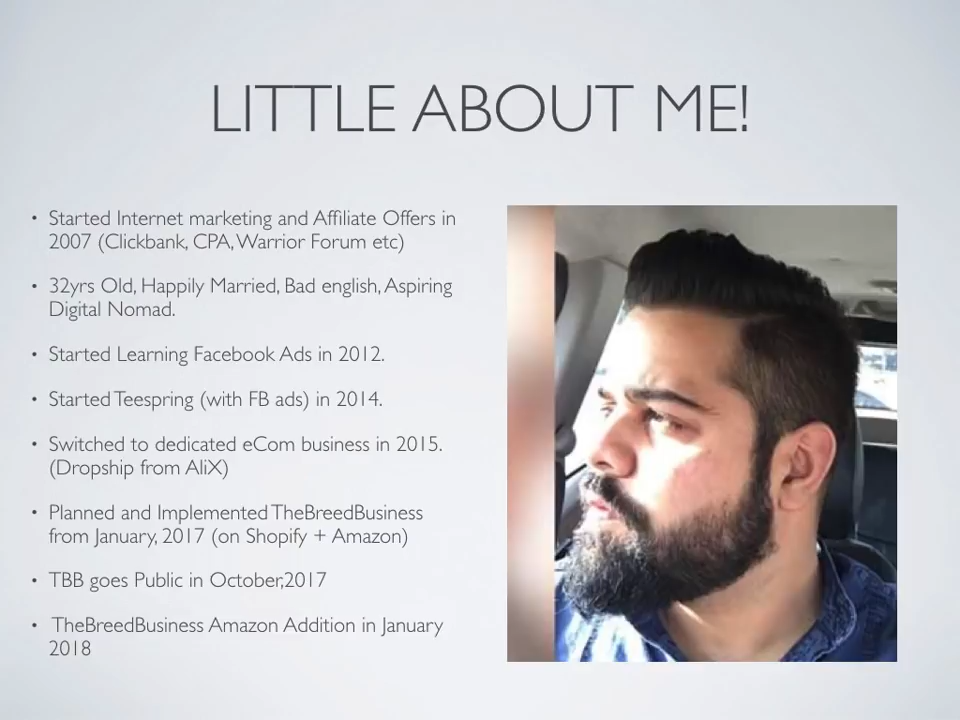 LITTLE ABOUT ME!
• Started Internet marketing and Affiliate Offers in
2007 (Clickbank, CPA, Warrior Forum etc)
• 32yrs Old, Happily Married, Bad english, Aspiring
Digital Nomad.
• Started Learning Facebook Ads in 2012.
• Started Teespring (with FB ads) in 2014.
• Switched to dedicated eCom business in 2015.
(Dropship from AliX)
• Planned and Implemented TheBreedBusiness
from January, 2017 (on Shopify + Amazon)
• TBB goes Public in October,2017
• TheBreedBusiness Amazon Addition in January
2018